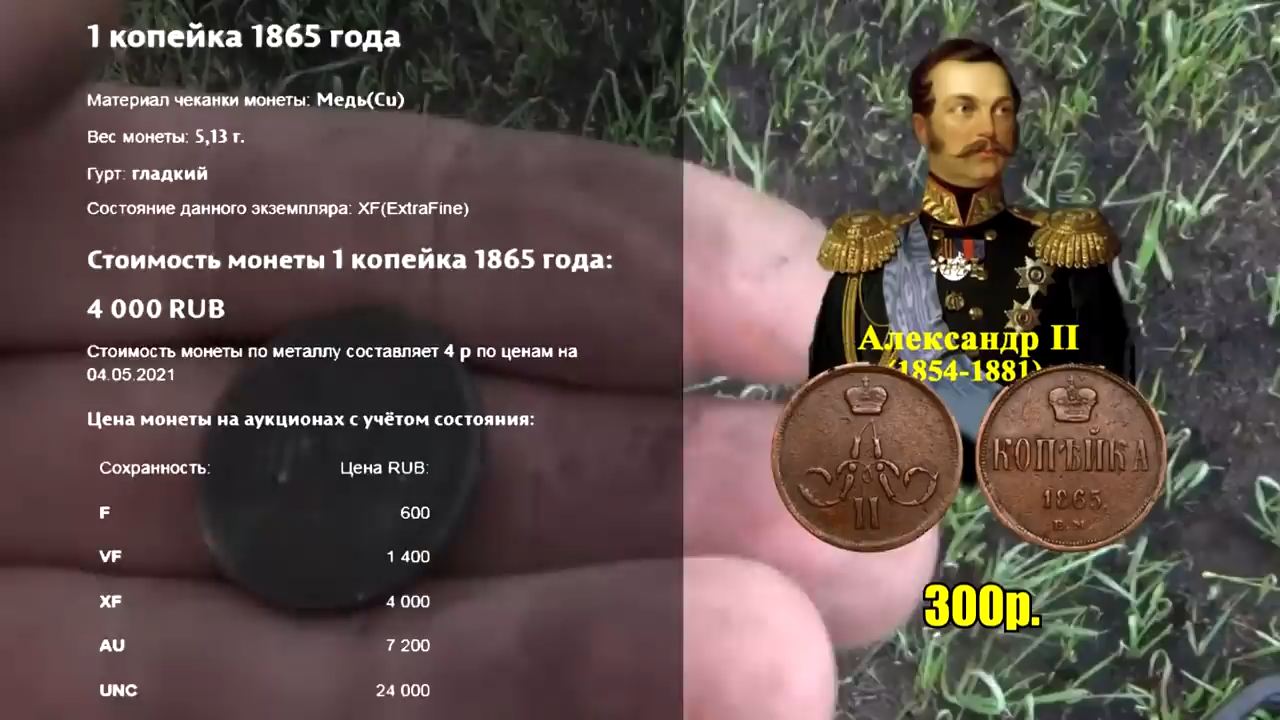 1 копейка 1865 года
Материал чеканки монеты: Медь(Cu)
Вес монеты: 5,13 г.
Гурт: гладкий
Состояние данного экземпляра: XF(ExtraFine)
Стоимость монеты 1 копейка 1865 года:
4 000 RUB
Стоимость монеты по металлу составляет 4 р по ценам на
04.05.2021
Цена монеты на аукционах с учётом состояния:
Сохранность: Цена RUB:
F 600
VF 1 400
XF 4 000
AU 7 200
UNC 24 000
Александр II
(1854-1881)
II
КОПѢЙКА
1865.
Е.М.
300р.